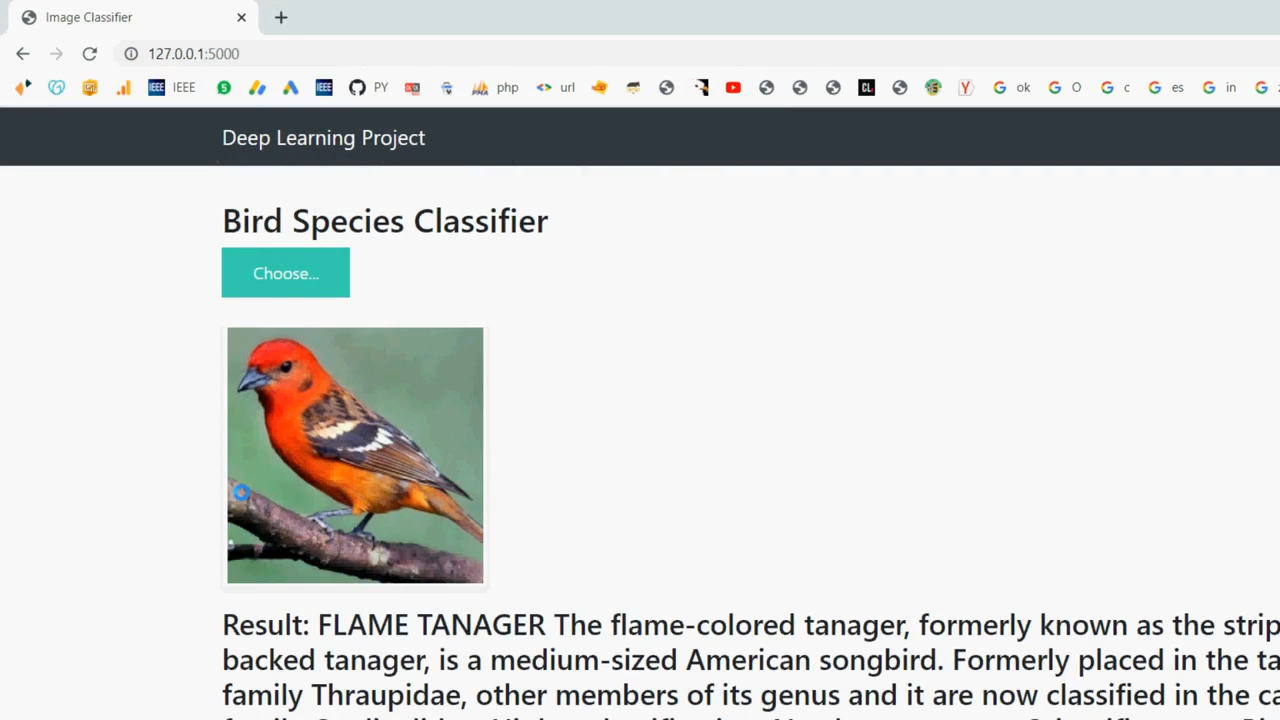 Image Classifier
127.0.0.1:5000
IEEE PY php url ok O c es in
Deep Learning Project
Bird Species Classifier
Choose...
Result: FLAME TANAGER The flame-colored tanager, formerly known as the strip
backed tanager, is a medium-sized American songbird. Formerly placed in the ta
family Thraupidae, other members of its genus and it are now classified in the ca